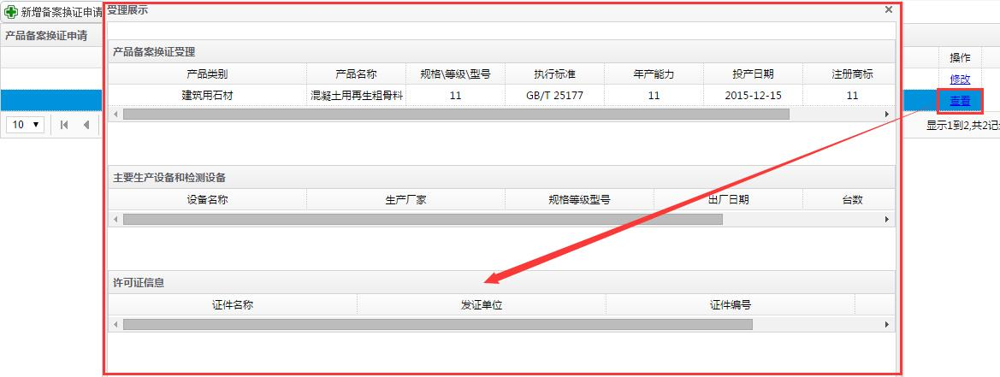 新增备案换证申请
受理展示
产品备案换证申请
产品备案换证受理
操作
产品类别 产品名称 规格\等级\型号 执行标准 年产能力 投产日期 注册商标
修改
建筑用石材 混凝土用再生粗骨料 11 GB/T 25177 11 2015-12-15 11
查看
10
显示1到2,共2记
主要生产设备和检测设备
设备名称 生产厂家 规格等级型号 出厂日期 台数
许可证信息
证件名称 发证单位 证件编号